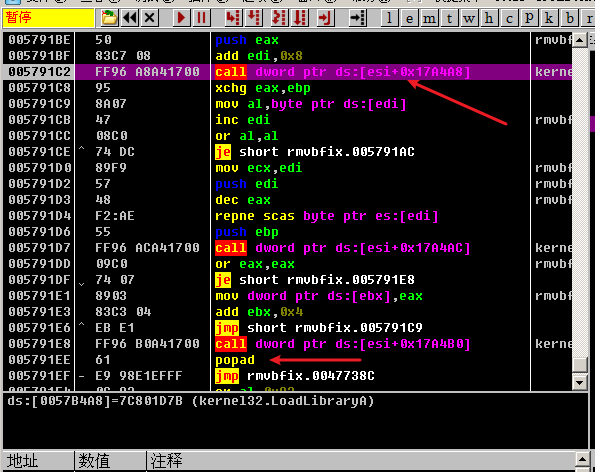 暂停 l e m t w h c p k b r
005791BE 50 push eax rmvbf
005791BF 83C7 08 add edi,0x8
005791C2 FF96 A8A41700 call dword ptr ds:[esi+0x17A4A8] kerne
005791C8 95 xchg eax,ebp
005791C9 8A07 mov al,byte ptr ds:[edi]
005791CB 47 inc edi rmvbf
005791CC 08C0 or al,al
005791CE ^ 74 DC je short rmvbfix.005791AC
005791D0 89F9 mov ecx,edi rmvbf
005791D2 57 push edi rmvbf
005791D3 48 dec eax rmvbf
005791D4 F2:AE repne scas byte ptr es:[edi]
005791D6 55 push ebp
005791D7 FF96 ACA41700 call dword ptr ds:[esi+0x17A4AC] kerne
005791DD 09C0 or eax,eax rmvbf
005791DF 74 07 je short rmvbfix.005791E8
005791E1 8903 mov dword ptr ds:[ebx],eax rmvbf
005791E3 83C3 04 add ebx,0x4
005791E6 ^ EB E1 jmp short rmvbfix.005791C9
005791E8 FF96 B0A41700 call dword ptr ds:[esi+0x17A4B0] kerne
005791EE 61 popad
005791EF - E9 98E1EFFF jmp rmvbfix.0047738C
ds:[0057B4A8]=7C801D7B (kernel32.LoadLibraryA)
地址 数值 注释